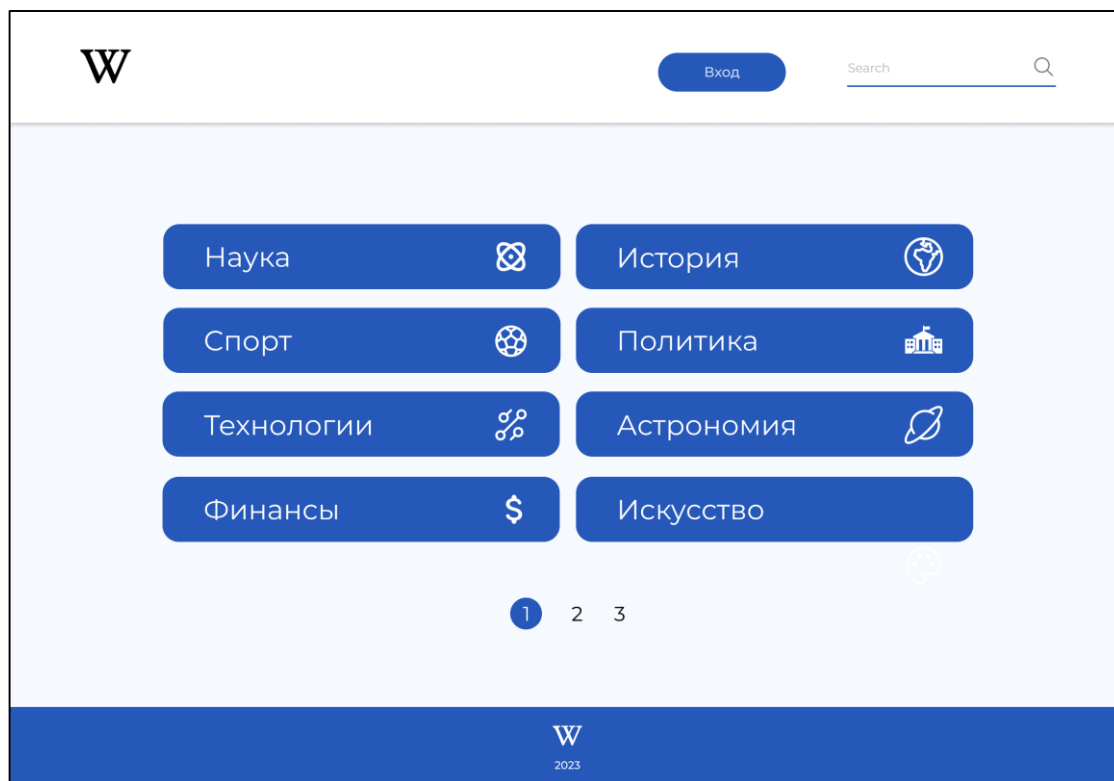 W
Вход
Search
Наука
История
Спорт
Политика
Технологии
Астрономия
Финансы
$
Искусство
1 2 3
W
2023